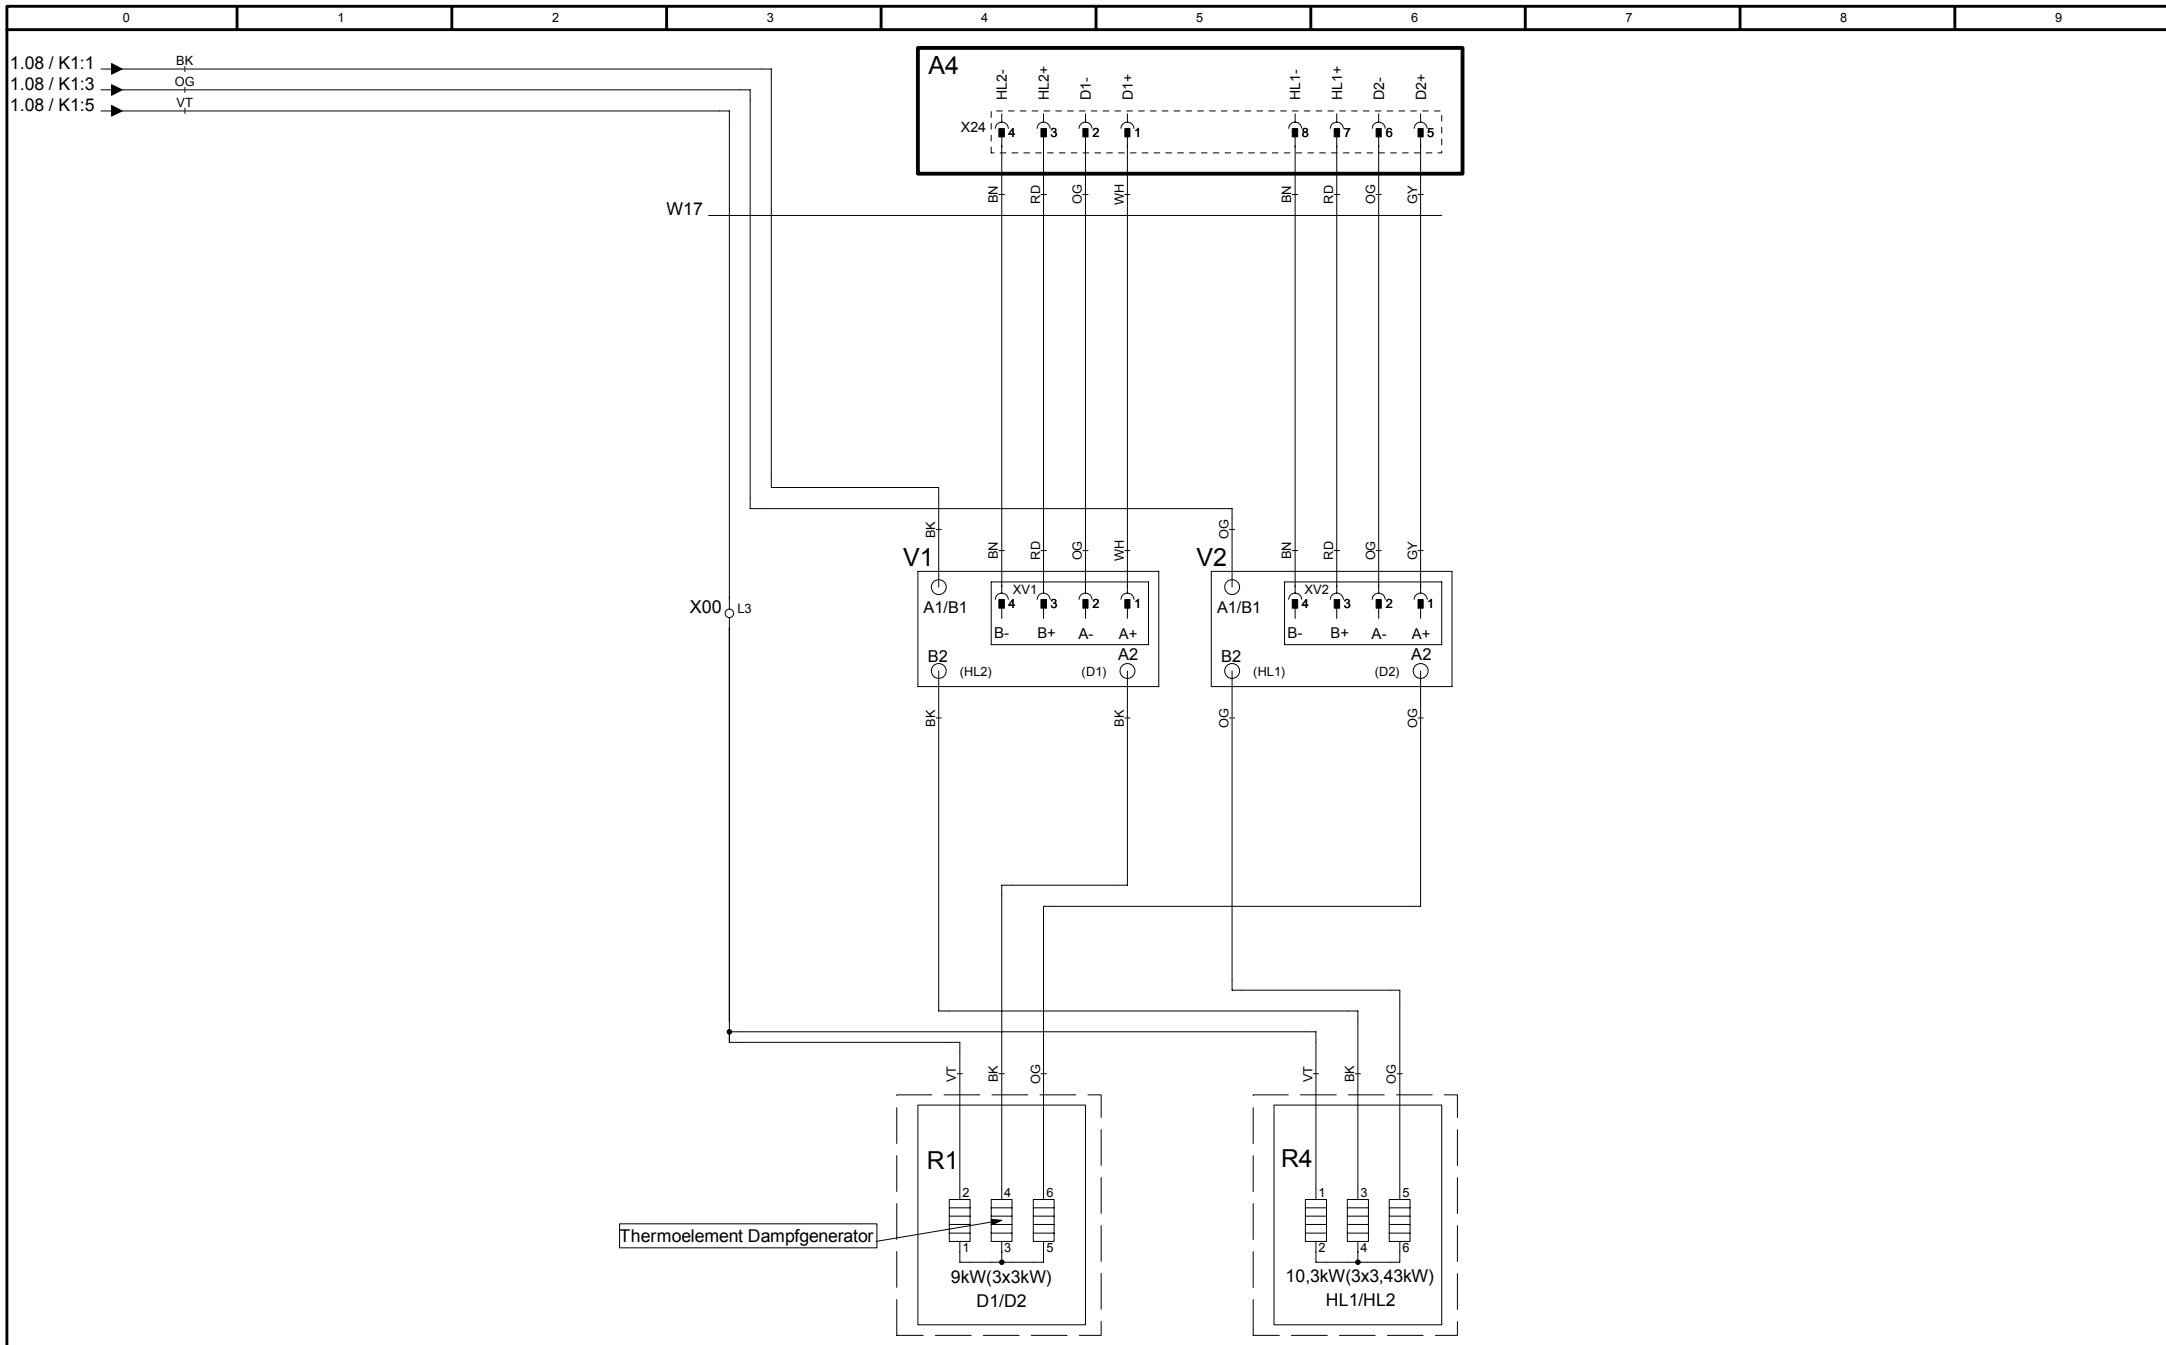 0 1 2 3 4 5 6 7 8 9
1.08 / K1:1 BK
1.08 / K1:3 OG
1.08 / K1:5 VT
A4
HL2- HL2+ D1- D1+ HL1- HL1+ D2- D2+
X24 4 3 2 1 8 7 6 5
BN RD OG WH BN RD OG GY
W17
BK OG
BN RD OG WH BN RD OG GY
V1 V2
XV1 XV2
4 3 2 1 4 3 2 1
X00 L3
A1/B1 A1/B1
B- B+ A- A+ B- B+ A- A+
B2 A2 B2 A2
(HL2) (D1) (HL1) (D2)
BK BK OG OG
VT BK OG VT BK OG
R1 R4
2 4 6 1 3 5
Thermoelement Dampfgenerator
1 3 5 2 4 6
9kW(3x3kW) 10,3kW(3x3,43kW)
D1/D2 HL1/HL2